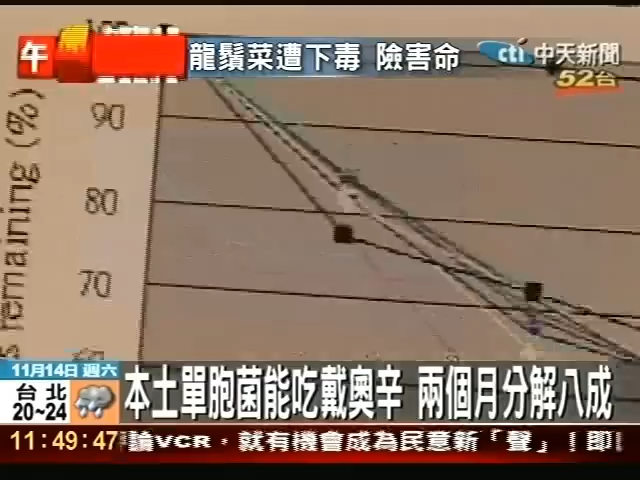 午
龍鬚菜遭下毒 險害命
cti 中天新聞
52台
90
80
70
remaining (%)
11月14日 週六
台北
20~24
本土單胞菌能吃戴奧辛 兩個月分解八成
11:49:47
論VCR，就有機會成為民意新「聲」！即